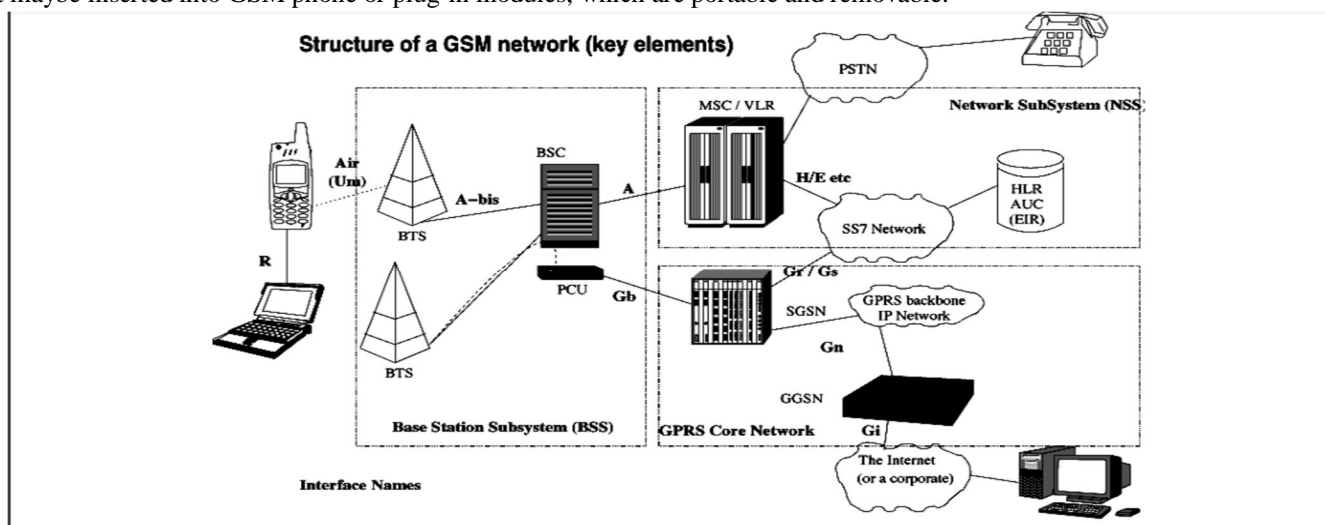 maybe inserted into GSM phone or plug-in modules, which are portable and removable.
Structure of a GSM network (key elements)
PSTN
MSC / VLR
Network SubSystem (NSS)
BSC
Air
(Um)
A-bis
A
H/E etc
HLR
AUC
(EIR)
BTS
SS7 Network
R
PCU
Gb
Gr / Gs
SGSN
GPRS backbone
IP Network
Gn
BTS
GGSN
Base Station Subsystem (BSS)
GPRS Core Network
Gi
The Internet
(or a corporate)
Interface Names